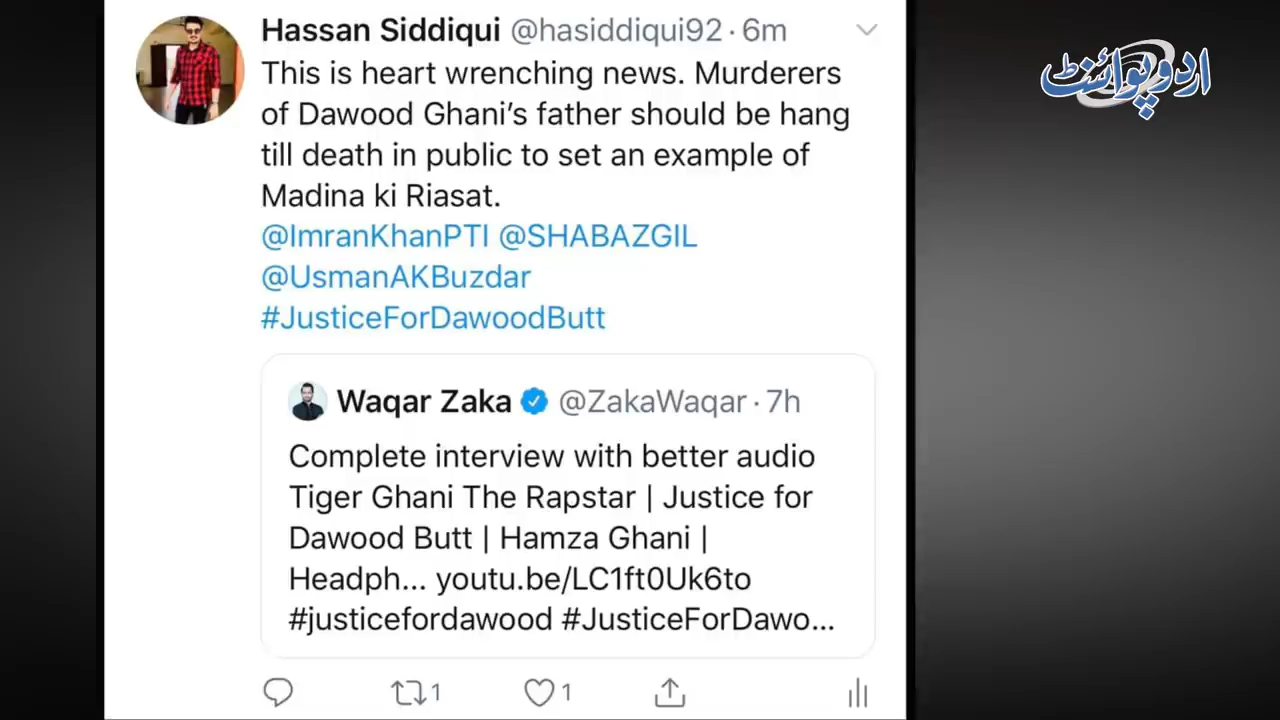 Hassan Siddiqui @hasiddiqui92 · 6m
This is heart wrenching news. Murderers
of Dawood Ghani’s father should be hang
till death in public to set an example of
Madina ki Riasat.
@ImranKhanPTI @SHABAZGIL
@UsmanAKBuzdar
#JusticeForDawoodButt
Waqar Zaka @ZakaWaqar · 7h
Complete interview with better audio
Tiger Ghani The Rapstar | Justice for
Dawood Butt | Hamza Ghani |
Headph... youtu.be/LC1ft0Uk6to
#justicefordawood #JusticeForDawo...
1 1
اردو پوائنٹ